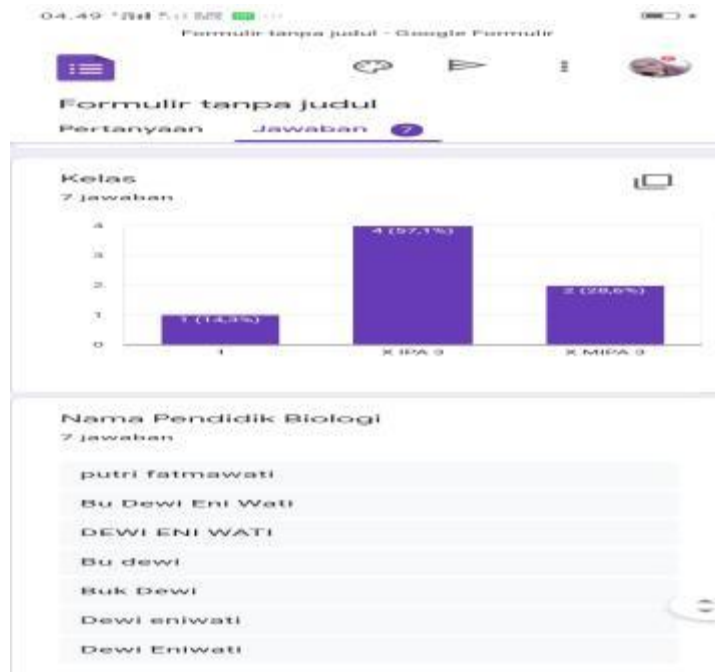 04.49
Formulir tanpa judul - Google Formulir
Formulir tanpa judul
Pertanyaan Jawaban 7
Kelas
7 jawaban
4
3
2
1
0
1 (14,3%)
4 (57,1%)
2 (28,6%)
1 X IPA 3 X MIPA 3
Nama Pendidik Biologi
7 jawaban
putri fatmawati
Bu Dewi Eni Wati
DEWI ENI WATI
Bu dewi
Buk Dewi
Dewi eniwati
Dewi Eniwati